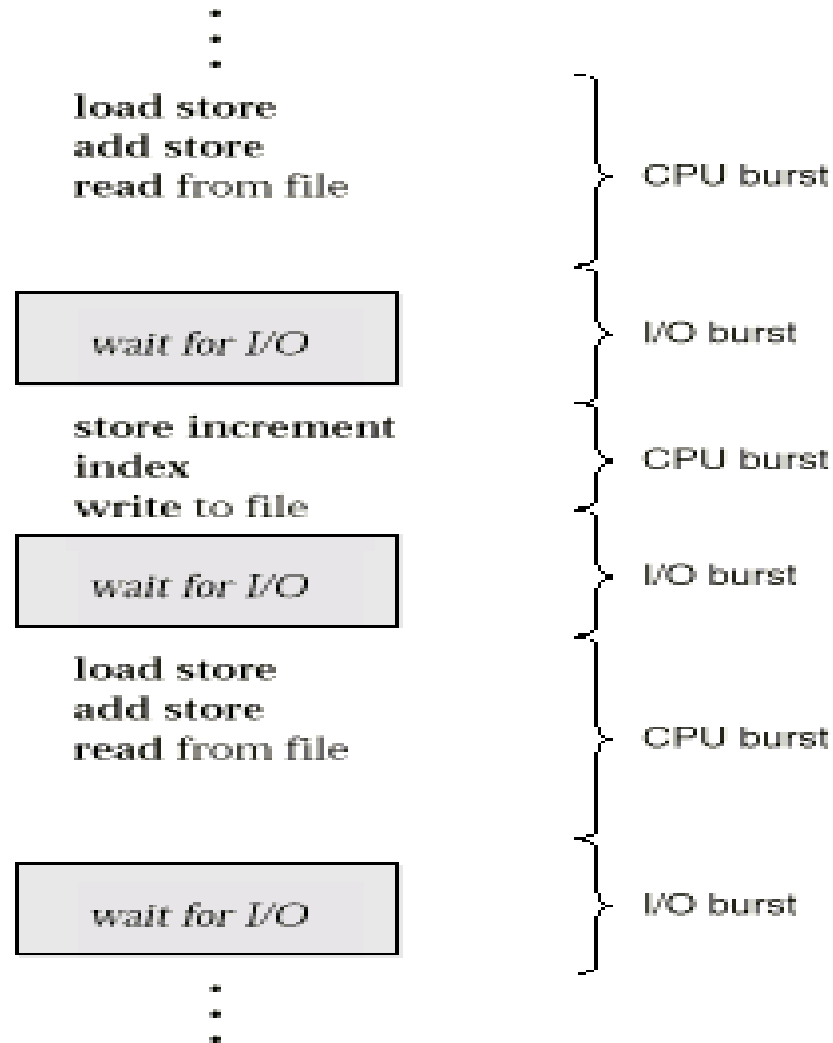 load store
add store
read from file
CPU burst
wait for I/O
I/O burst
store increment
index
write to file
CPU burst
wait for I/O
I/O burst
load store
add store
read from file
CPU burst
wait for I/O
I/O burst